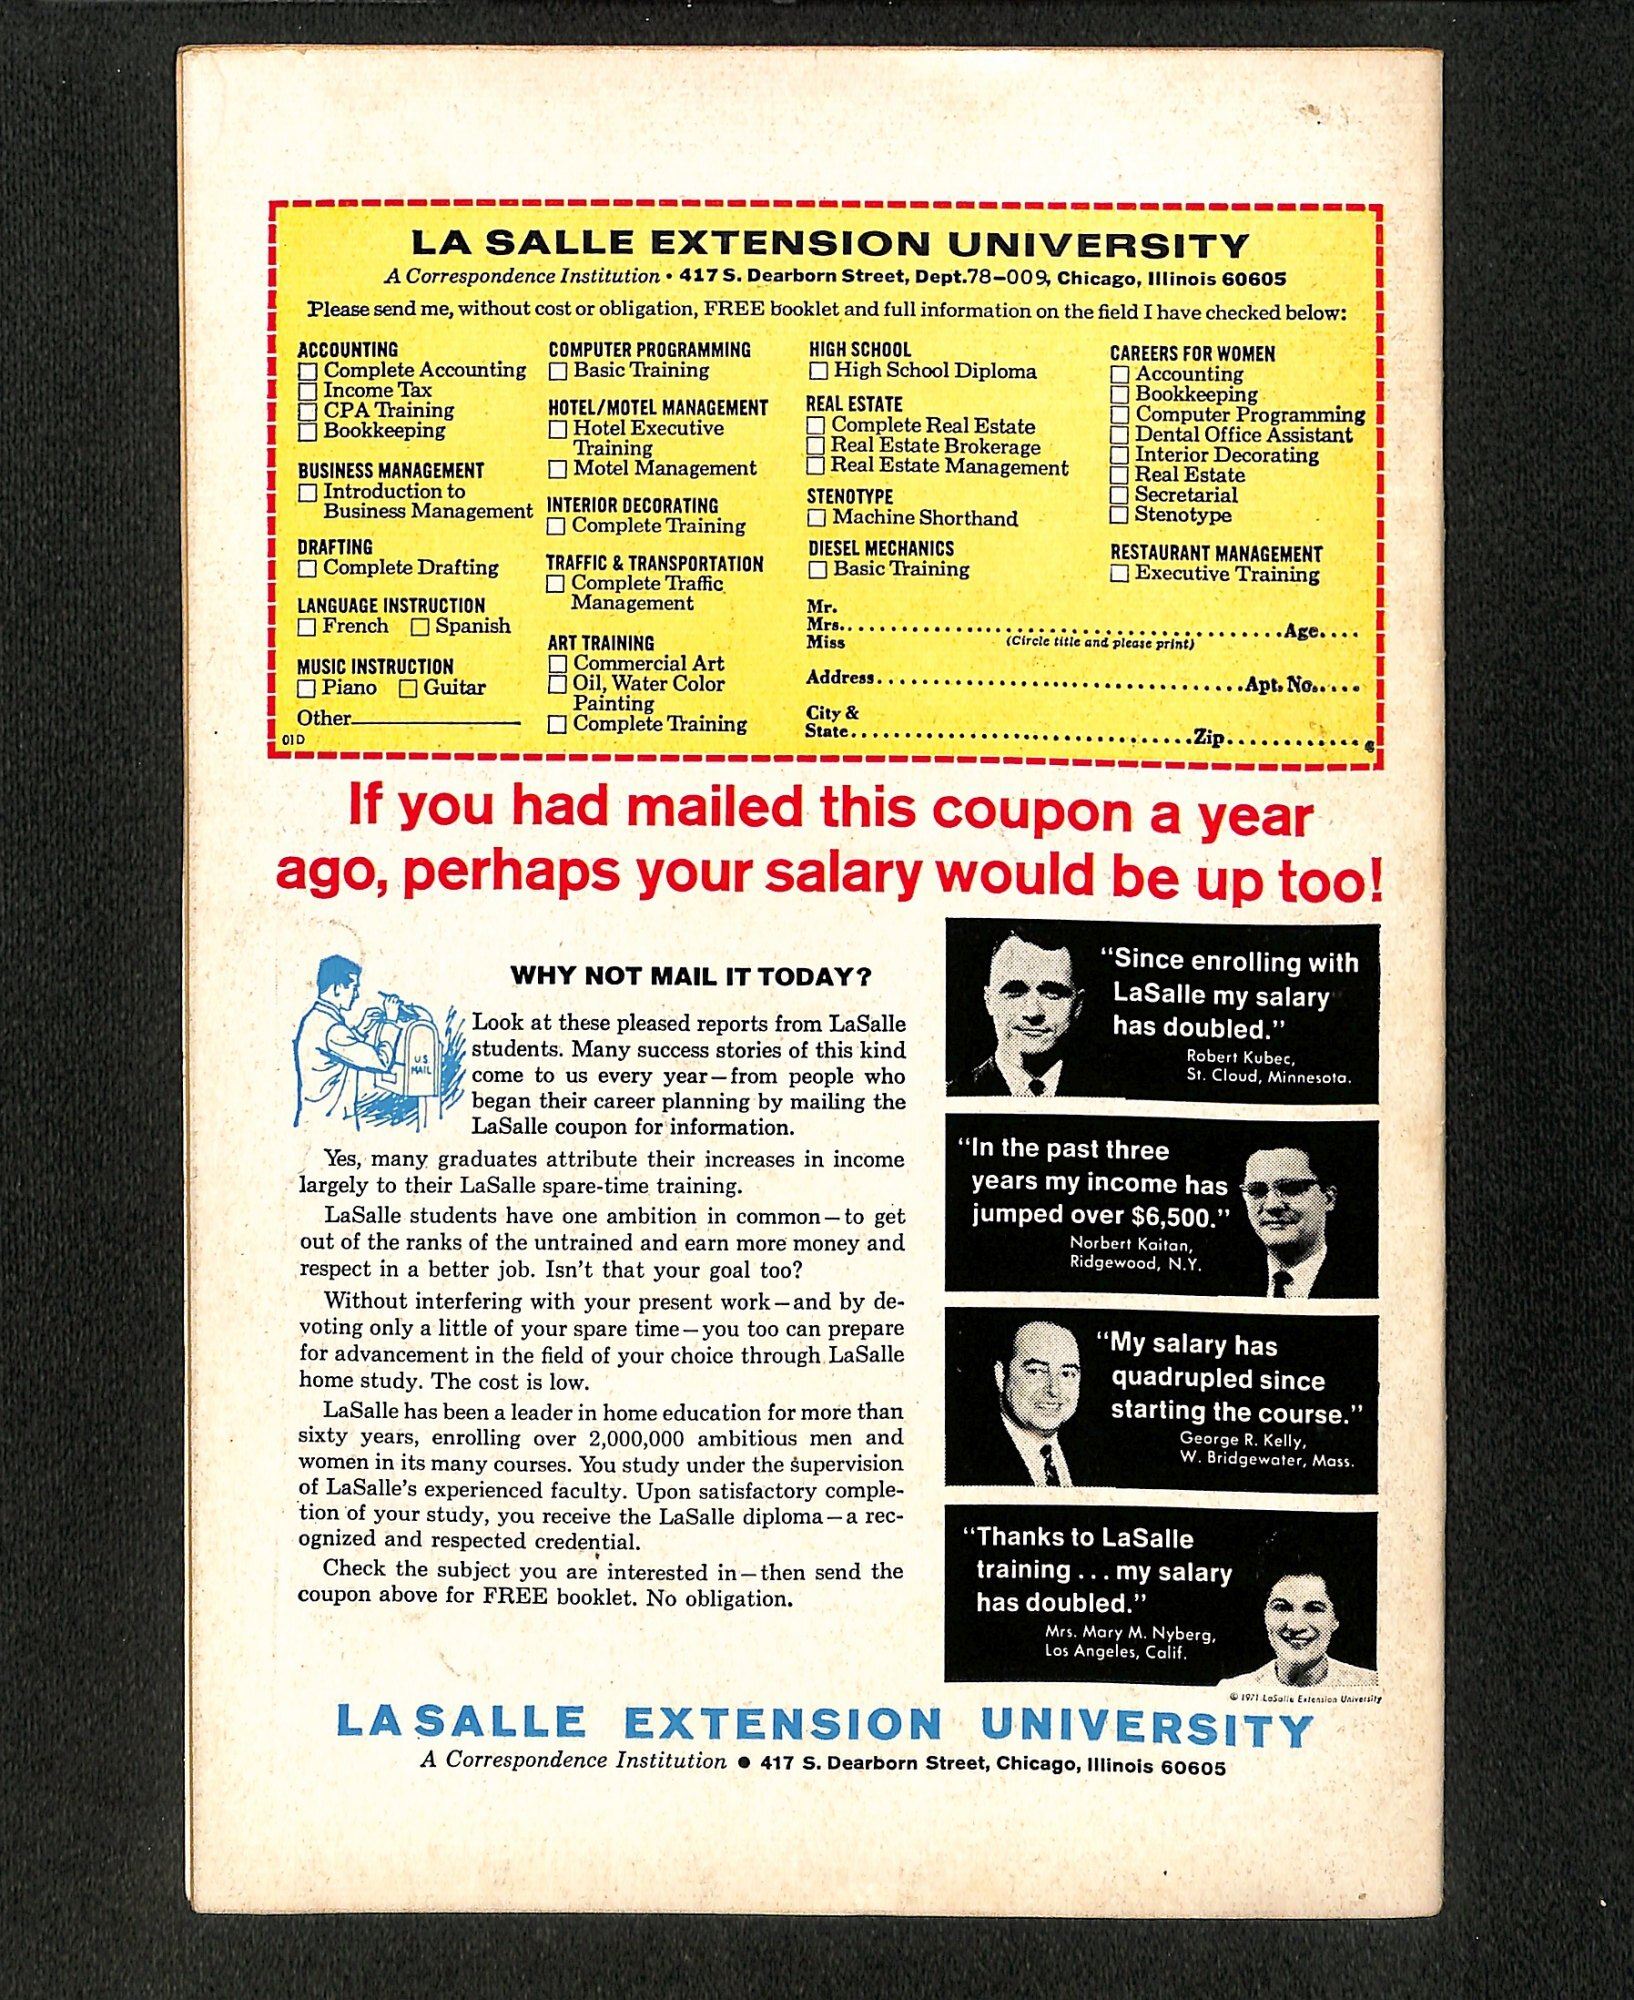 LA SALLE EXTENSION UNIVERSITY
A Correspondence Institution • 417 S. Dearborn Street, Dept.78–009, Chicago, Illinois 60605
Please send me, without cost or obligation, FREE booklet and full information on the field I have checked below:
ACCOUNTING
Complete Accounting
Income Tax
CPA Training
Bookkeeping
BUSINESS MANAGEMENT
Introduction to
Business Management
DRAFTING
Complete Drafting
LANGUAGE INSTRUCTION
French Spanish
MUSIC INSTRUCTION
Piano Guitar
Other
01D
COMPUTER PROGRAMMING
Basic Training
HOTEL/MOTEL MANAGEMENT
Hotel Executive
Training
Motel Management
INTERIOR DECORATING
Complete Training
TRAFFIC & TRANSPORTATION
Complete Traffic
Management
ART TRAINING
Commercial Art
Oil, Water Color
Painting
Complete Training
HIGH SCHOOL
High School Diploma
REAL ESTATE
Complete Real Estate
Real Estate Brokerage
Real Estate Management
STENOTYPE
Machine Shorthand
DIESEL MECHANICS
Basic Training
CAREERS FOR WOMEN
Accounting
Bookkeeping
Computer Programming
Dental Office Assistant
Interior Decorating
Real Estate
Secretarial
Stenotype
RESTAURANT MANAGEMENT
Executive Training
Mr.
Mrs. Age
Miss (Circle title and please print)
Address Apt. No.
City &
State Zip
If you had mailed this coupon a year
ago, perhaps your salary would be up too!
U.S.
MAIL
WHY NOT MAIL IT TODAY?
Look at these pleased reports from LaSalle
students. Many success stories of this kind
come to us every year—from people who
began their career planning by mailing the
LaSalle coupon for information.
Yes, many graduates attribute their increases in income
largely to their LaSalle spare-time training.
LaSalle students have one ambition in common—to get
out of the ranks of the untrained and earn more money and
respect in a better job. Isn't that your goal too?
Without interfering with your present work—and by de-
voting only a little of your spare time—you too can prepare
for advancement in the field of your choice through LaSalle
home study. The cost is low.
LaSalle has been a leader in home education for more than
sixty years, enrolling over 2,000,000 ambitious men and
women in its many courses. You study under the supervision
of LaSalle's experienced faculty. Upon satisfactory comple-
tion of your study, you receive the LaSalle diploma—a rec-
ognized and respected credential.
Check the subject you are interested in—then send the
coupon above for FREE booklet. No obligation.
“Since enrolling with
LaSalle my salary
has doubled.”
Robert Kubec,
St. Cloud, Minnesota.
“In the past three
years my income has
jumped over $6,500.”
Norbert Kaitan,
Ridgewood, N.Y.
“My salary has
quadrupled since
starting the course.”
George R. Kelly,
W. Bridgewater, Mass.
“Thanks to LaSalle
training ... my salary
has doubled.”
Mrs. Mary M. Nyberg,
Los Angeles, Calif.
© 1971 LaSalle Extension University
LASALLE EXTENSION UNIVERSITY
A Correspondence Institution • 417 S. Dearborn Street, Chicago, Illinois 60605